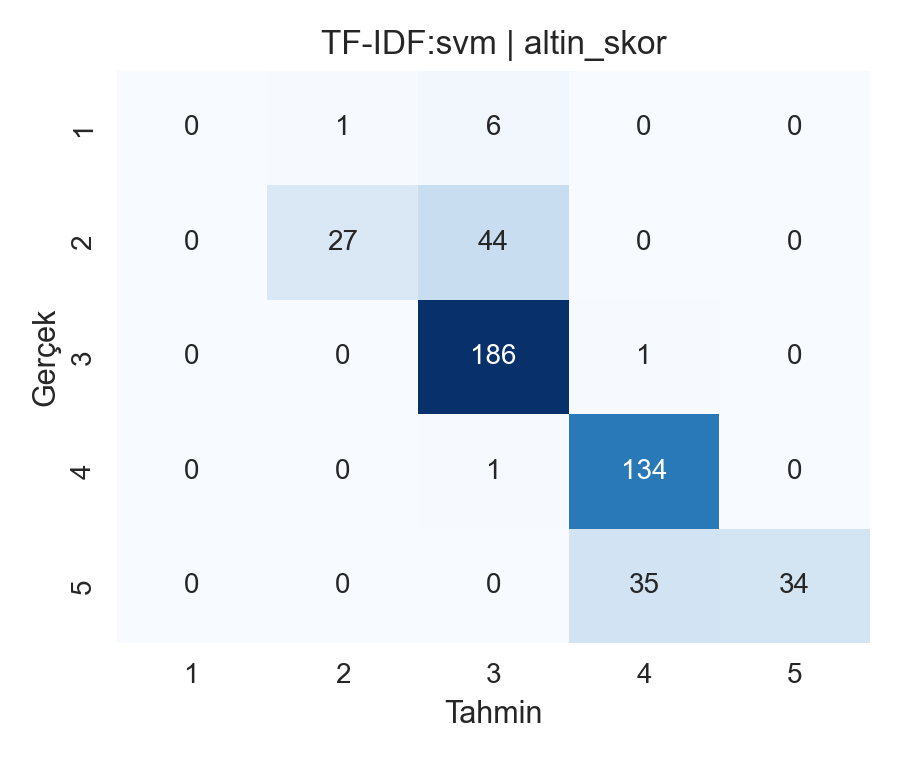 TF-IDF:svm | altin_skor
1 0 1 6 0 0
2 0 27 44 0 0
3 0 0 186 1 0
4 0 0 1 134 0
5 0 0 0 35 34
Gerçek
1 2 3 4 5
Tahmin